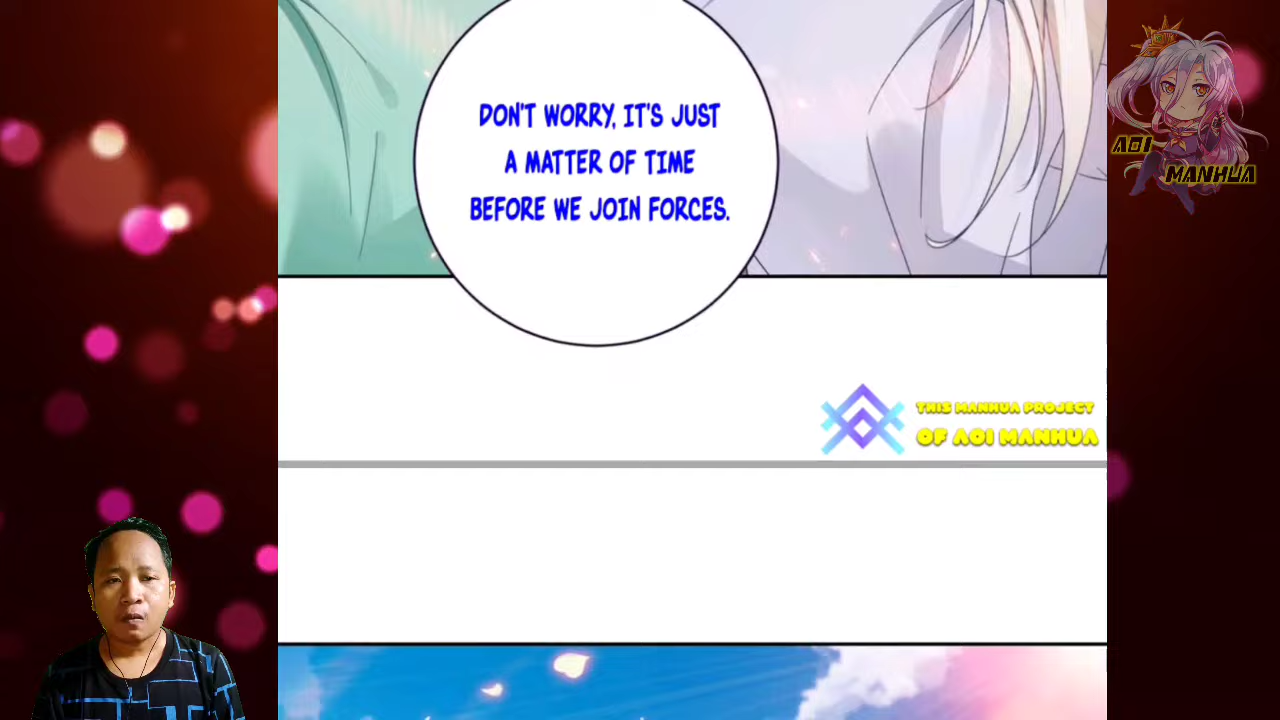 DON'T WORRY, IT'S JUST
A MATTER OF TIME
BEFORE WE JOIN FORCES.
AOI
MANHUA
THIS MANHUA PROJECT
OF AOI MANHUA